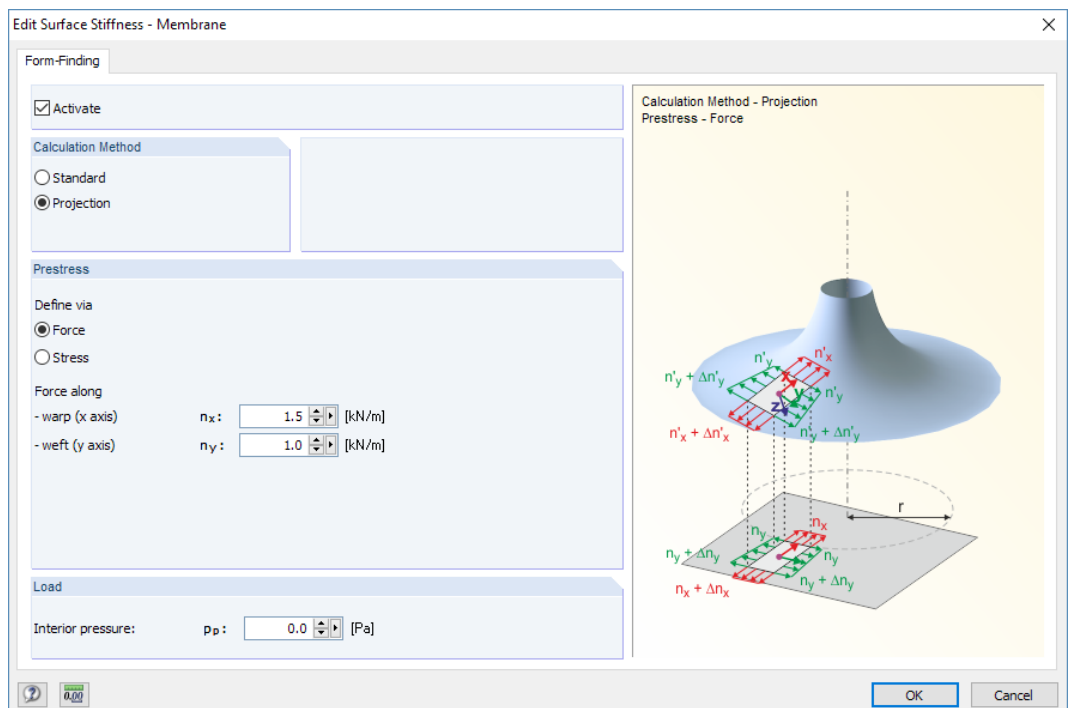 Edit Surface Stiffness - Membrane
Form-Finding
Activate
Calculation Method
Standard
Projection
Prestress
Define via
Force
Stress
Force along
- warp (x axis) nx: 1.5 [kN/m]
- weft (y axis) ny: 1.0 [kN/m]
Load
Interior pressure: pp: 0.0 [Pa]
Calculation Method - Projection
Prestress - Force
n'y n'x
n'y + Δn'y x y n'y
z
n'x + Δn'x n'y + Δn'y
r
ny nx
ny + Δny ny
nx + Δnx ny + Δny
0.00
OK Cancel